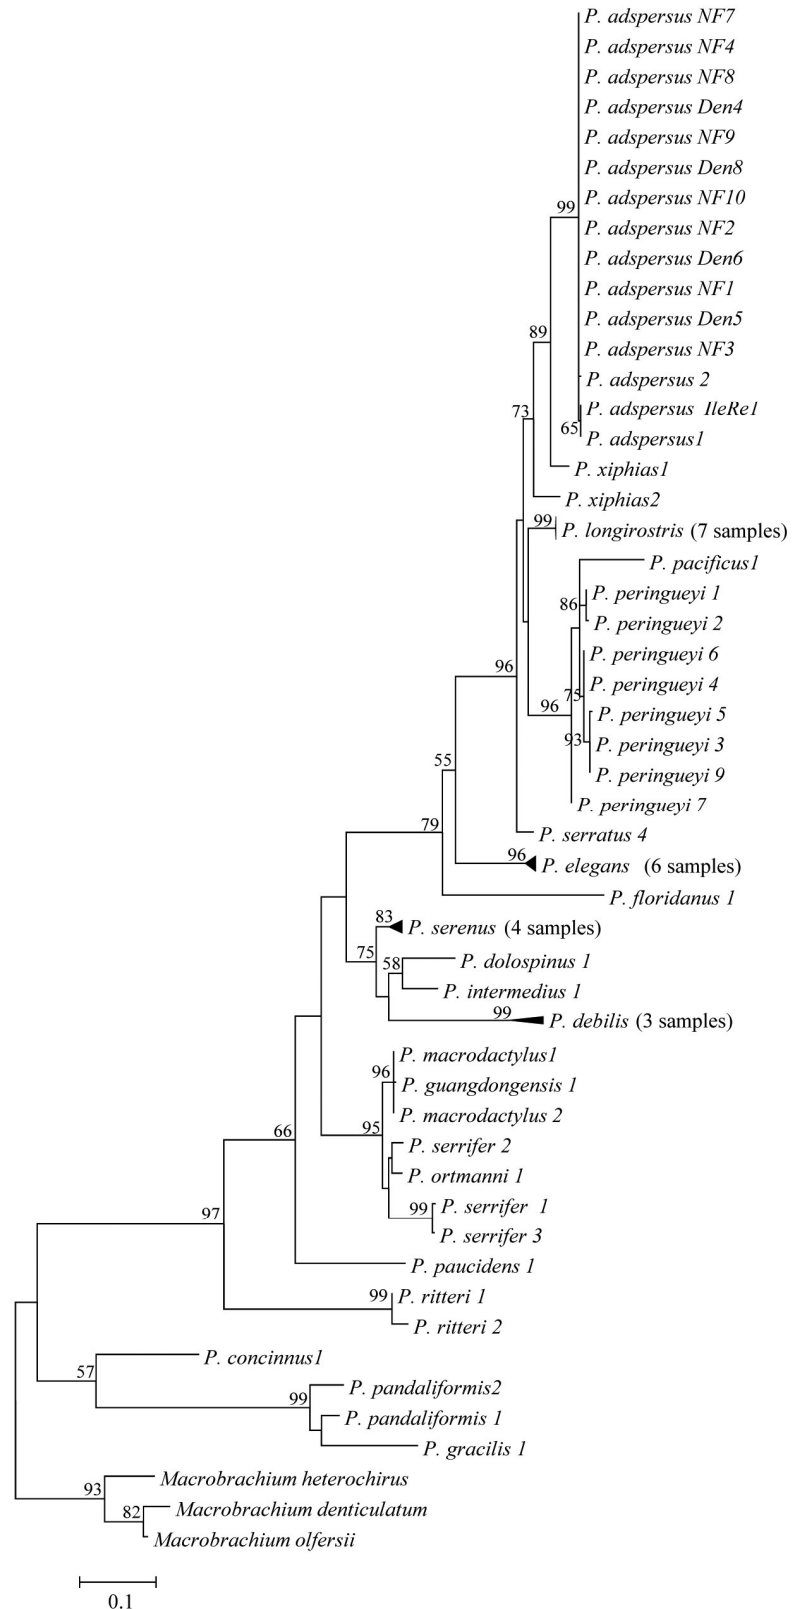 P. adspersus NF7
P. adspersus NF4
P. adspersus NF8
P. adspersus Den4
P. adspersus NF9
P. adspersus Den8
P. adspersus NF10
99
P. adspersus NF2
P. adspersus Den6
P. adspersus NF1
P. adspersus Den5
89
P. adspersus NF3
P. adspersus 2
73
P. adspersus IleRe1
65
P. adspersus1
P. xiphias1
P. xiphias2
99
P. longirostris (7 samples)
P. pacificus1
P. peringueyi 1
86
P. peringueyi 2
P. peringueyi 6
96
P. peringueyi 4
75
96
P. peringueyi 5
93
P. peringueyi 3
55
P. peringueyi 9
P. peringueyi 7
79
P. serratus 4
96
P. elegans (6 samples)
P. floridanus 1
83
P. serenus (4 samples)
75
58
P. dolospinus 1
P. intermedius 1
99
P. debilis (3 samples)
P. macrodactylus1
96
P. guangdongensis 1
P. macrodactylus 2
66
95
P. serrifer 2
P. ortmanni 1
97
99
P. serrifer 1
P. serrifer 3
P. paucidens 1
99
P. ritteri 1
P. ritteri 2
P. concinnus1
57
P. pandaliformis2
99
P. pandaliformis 1
P. gracilis 1
Macrobrachium heterochirus
93
82
Macrobrachium denticulatum
Macrobrachium olfersii
0.1